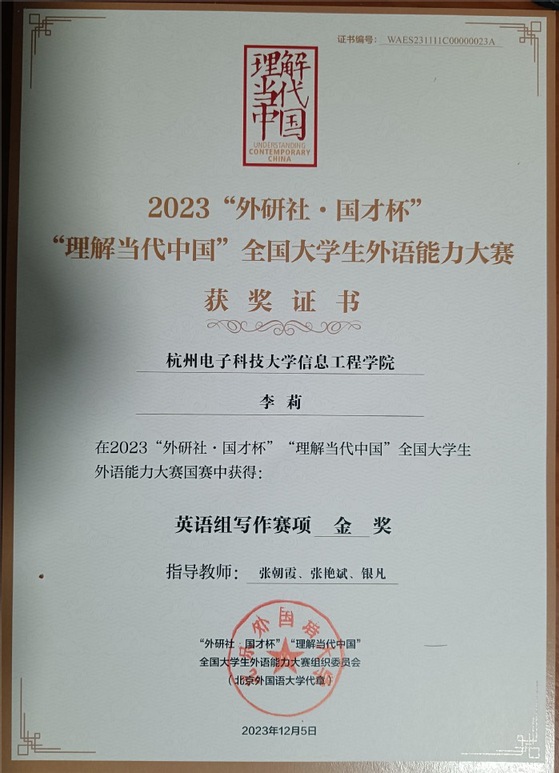 证书编号： WAES231111C00000023A
理解
当代
中国
UNDERSTANDING
CONTEMPORARY
CHINA
2023“外研社·国才杯”
“理解当代中国”全国大学生外语能力大赛
获奖证书
杭州电子科技大学信息工程学院
李莉
在2023“外研社·国才杯”“理解当代中国”全国大学生
外语能力大赛国赛中获得：
英语组写作赛项 金 奖
指导教师： 张朝霞、张艳斌、银凡
“外研社·国才杯”“理解当代中国”
全国大学生外语能力大赛组织委员会
（北京外国语大学代章）
2023年12月5日